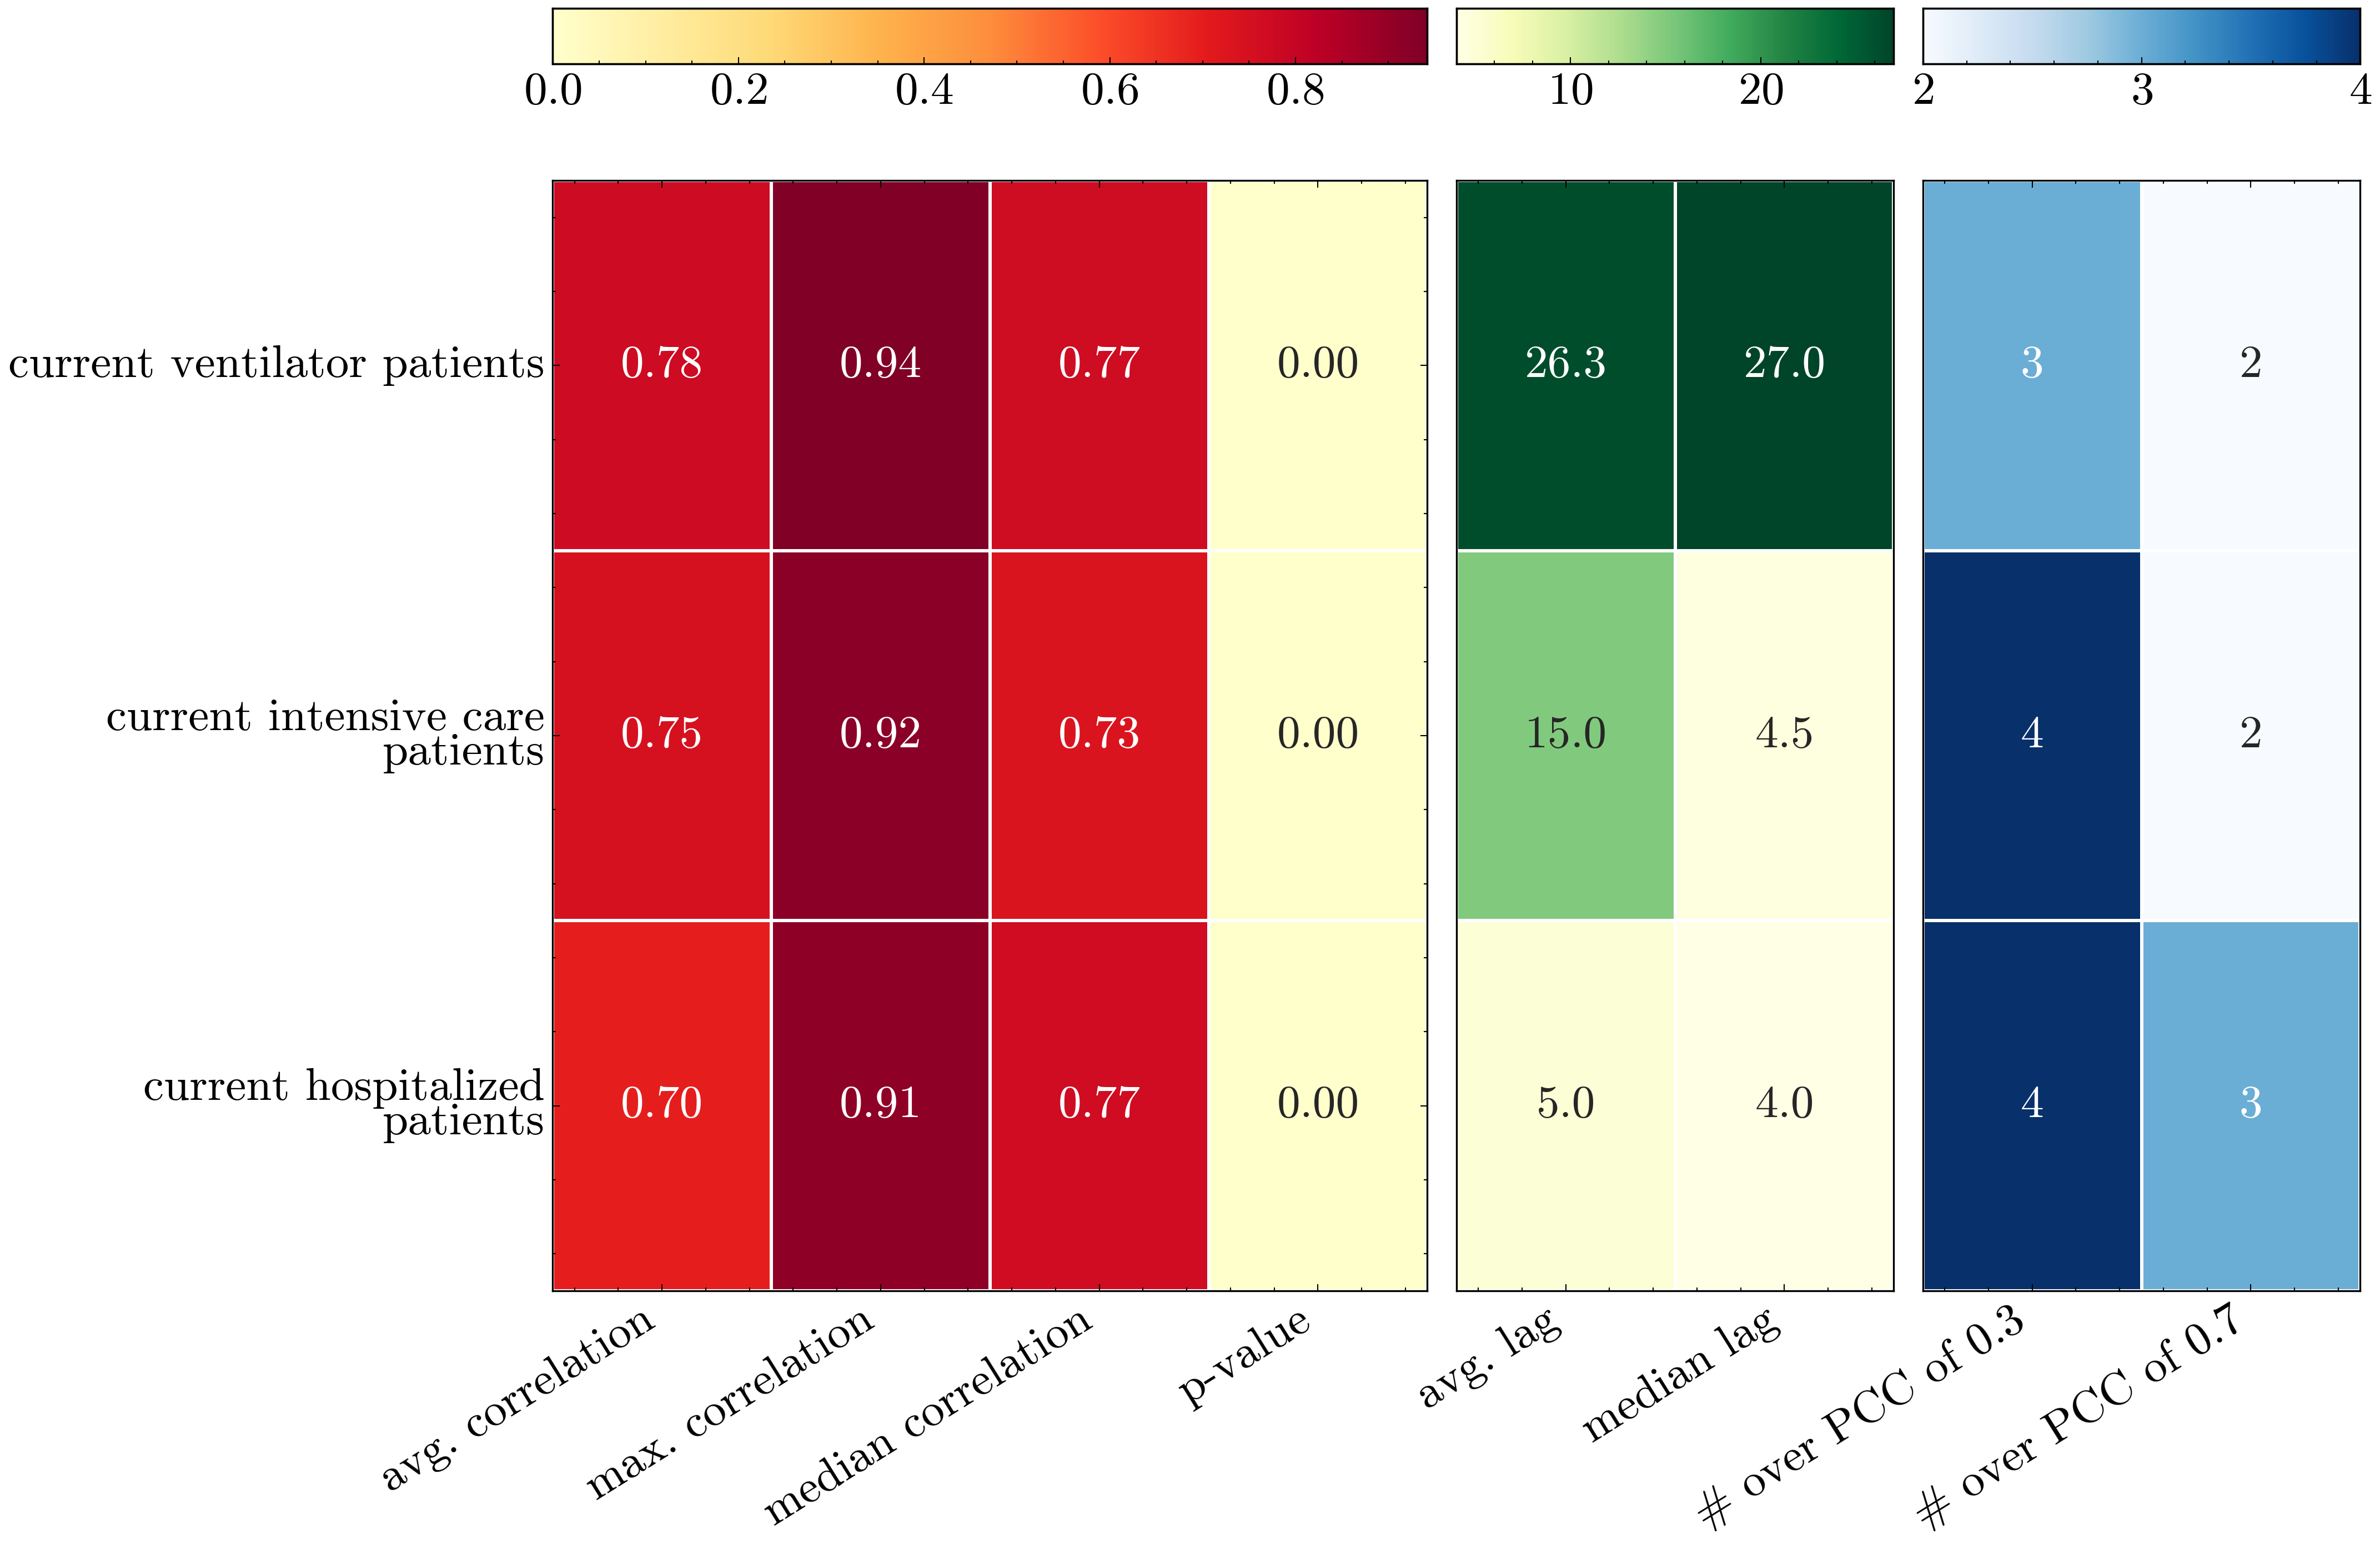 0.0 0.2 0.4 0.6 0.8 10 20 2 3 4
current ventilator patients 0.78 0.94 0.77 0.00 26.3 27.0 3 2
current intensive care
patients
0.75 0.92 0.73 0.00 15.0 4.5 4 2
current hospitalized
patients
0.70 0.91 0.77 0.00 5.0 4.0 4 3
avg. correlation
max. correlation
median correlation
p-value
avg. lag
median lag
# over PCC of 0.3
# over PCC of 0.7